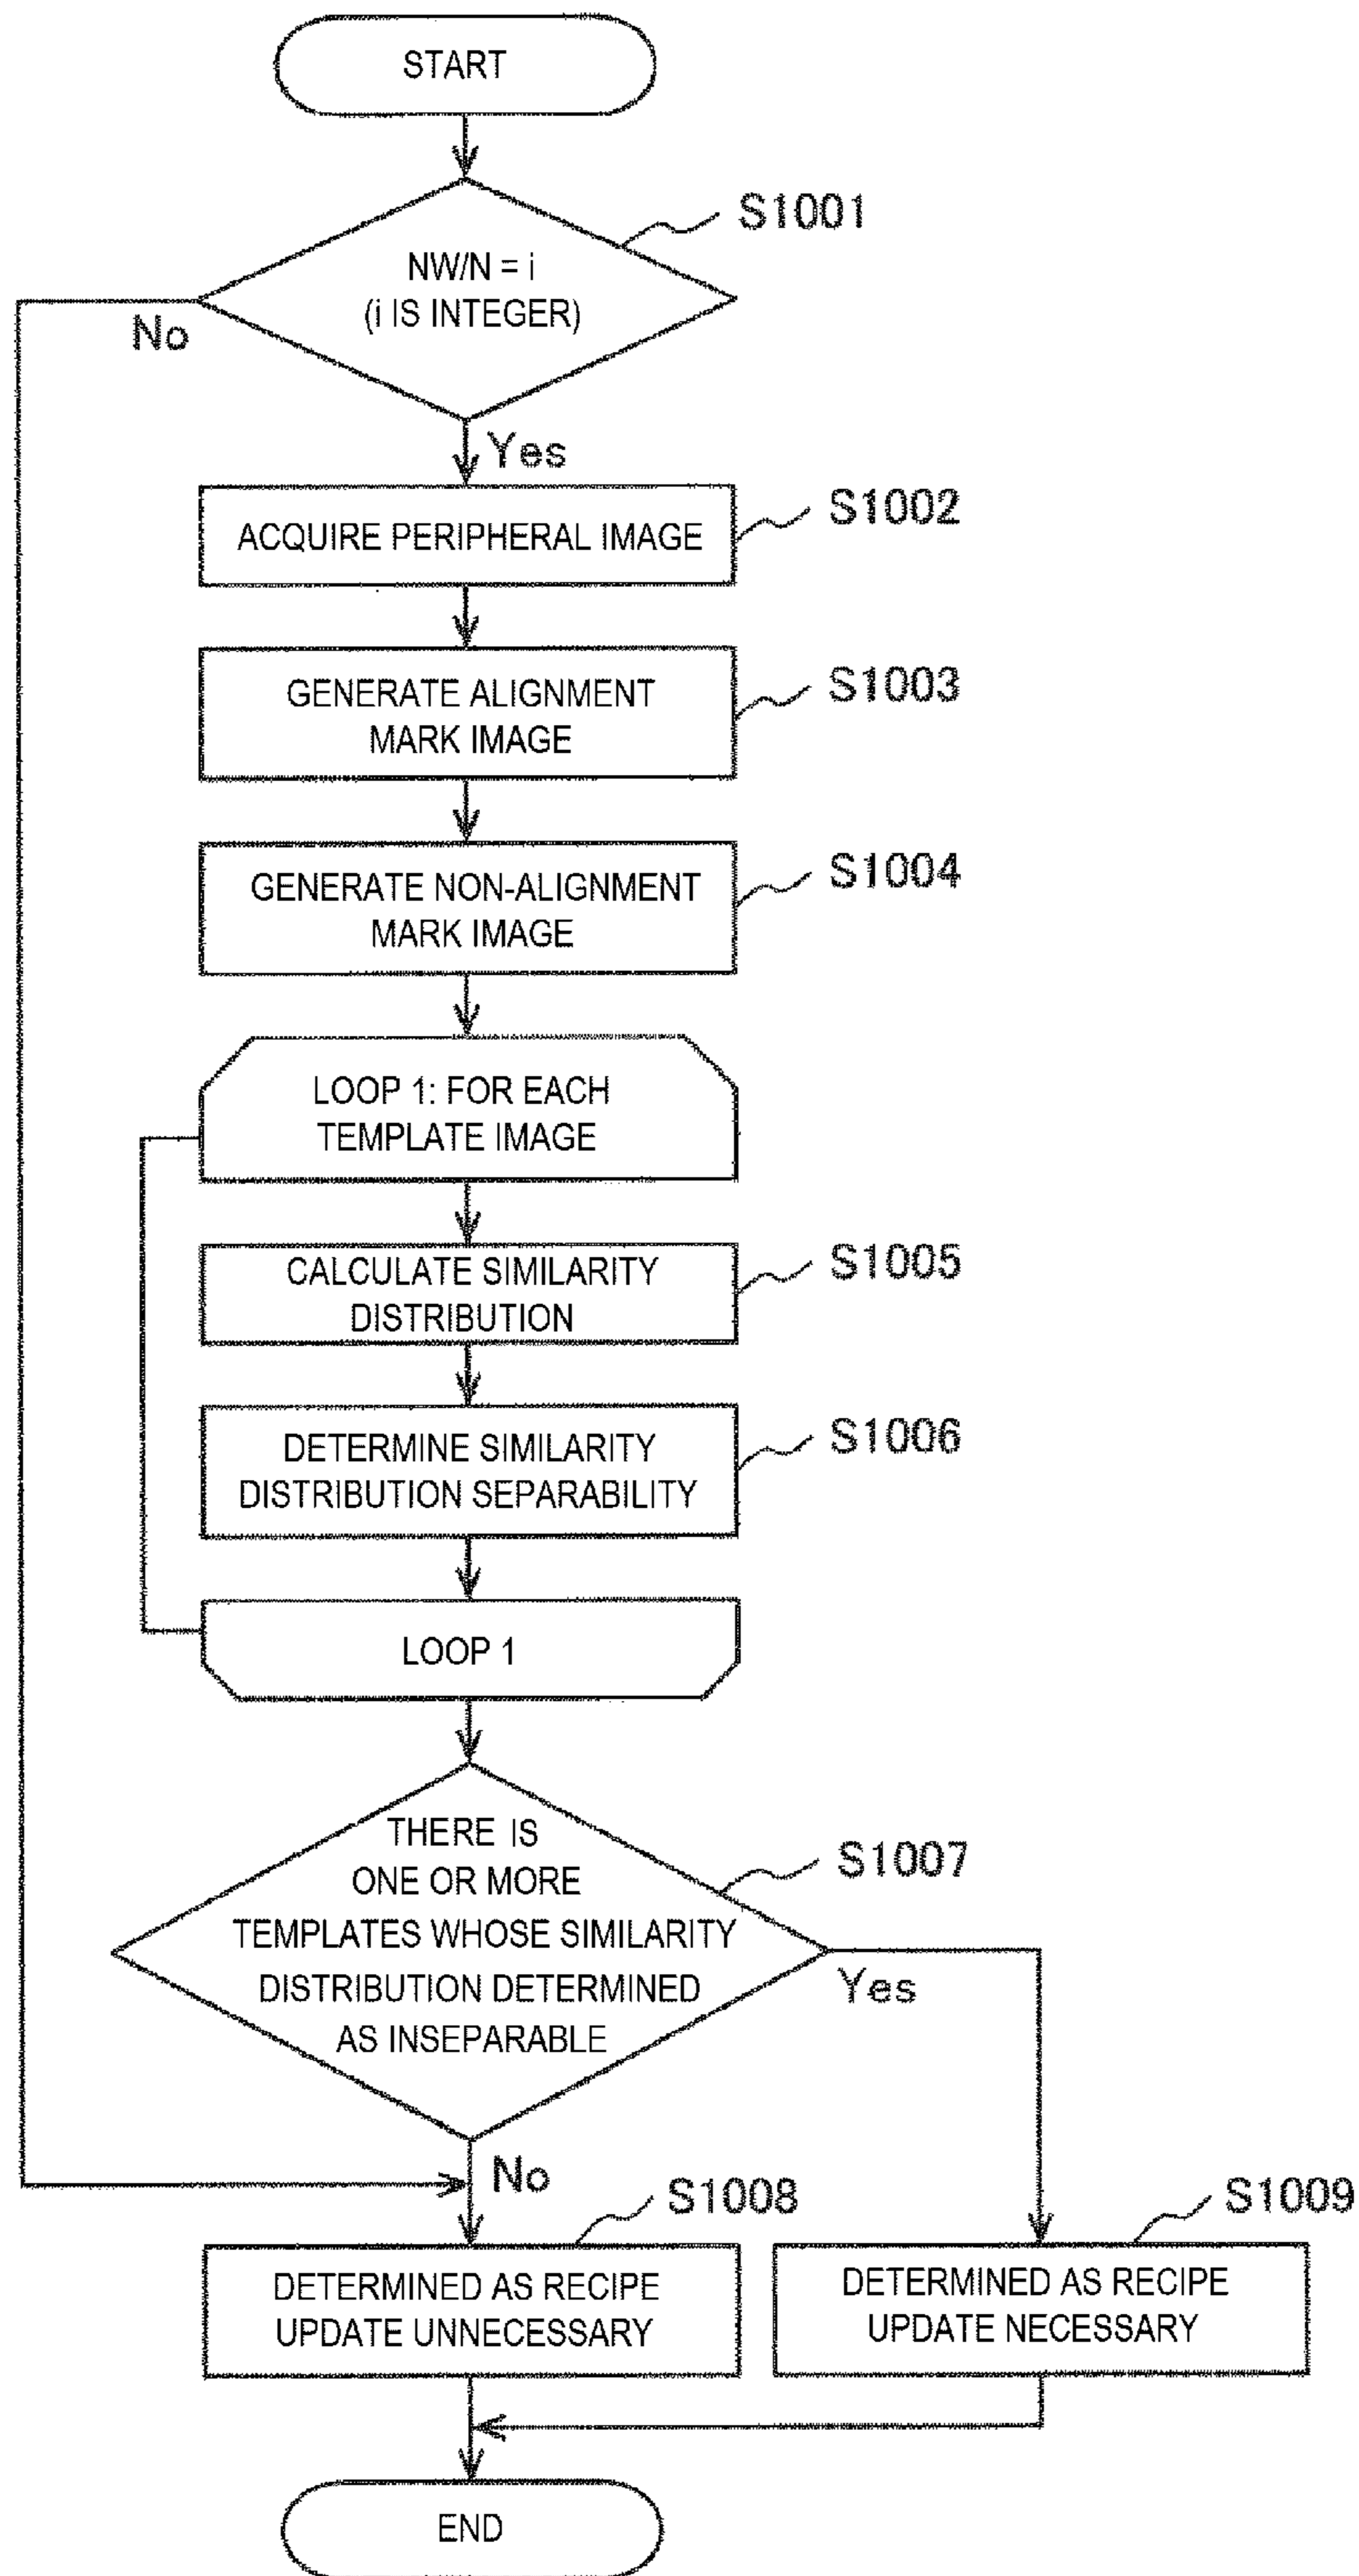 START
S1001
NW/N = i
(i IS INTEGER)
No
Yes
S1002
ACQUIRE PERIPHERAL IMAGE
S1003
GENERATE ALIGNMENT
MARK IMAGE
S1004
GENERATE NON-ALIGNMENT
MARK IMAGE
LOOP 1: FOR EACH
TEMPLATE IMAGE
S1005
CALCULATE SIMILARITY
DISTRIBUTION
S1006
DETERMINE SIMILARITY
DISTRIBUTION SEPARABILITY
LOOP 1
S1007
THERE IS
ONE OR MORE
TEMPLATES WHOSE SIMILARITY
DISTRIBUTION DETERMINED
AS INSEPARABLE
Yes
No
S1008
DETERMINED AS RECIPE
UPDATE UNNECESSARY
S1009
DETERMINED AS RECIPE
UPDATE NECESSARY
END